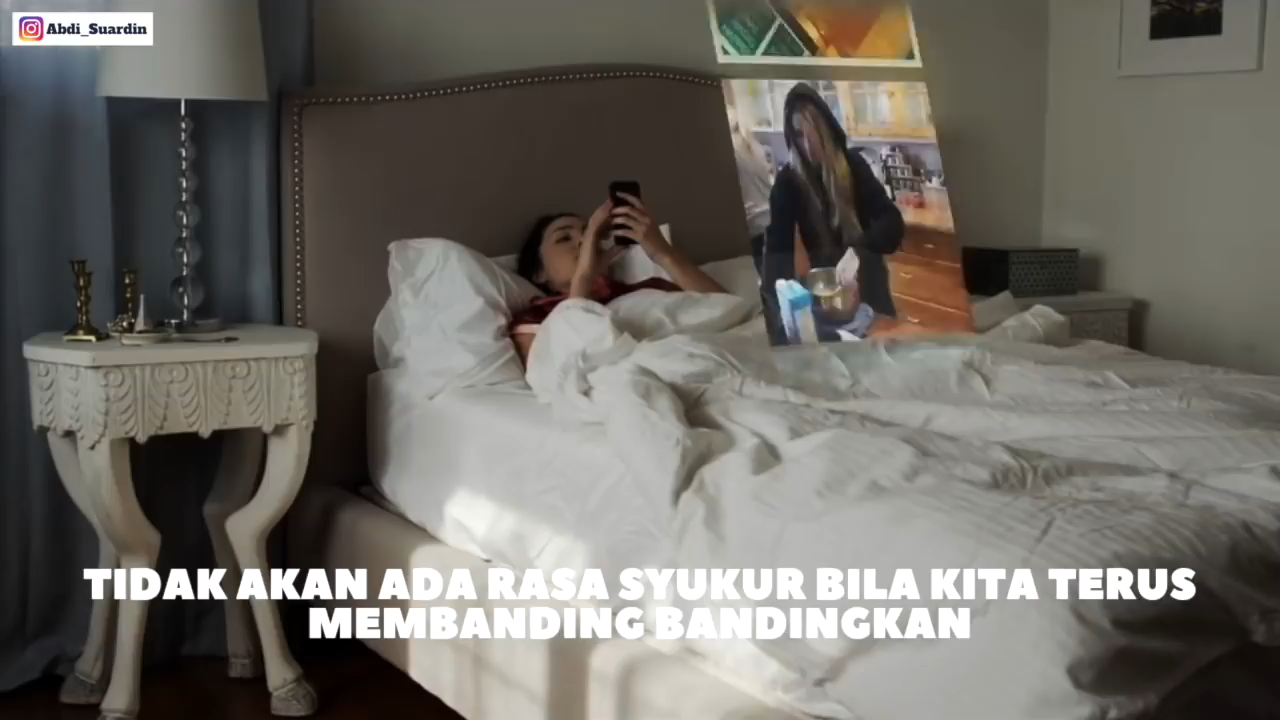 Abdi_Suardin
TIDAK AKAN ADA RASA SYUKUR BILA KITA TERUS
MEMBANDING BANDINGKAN